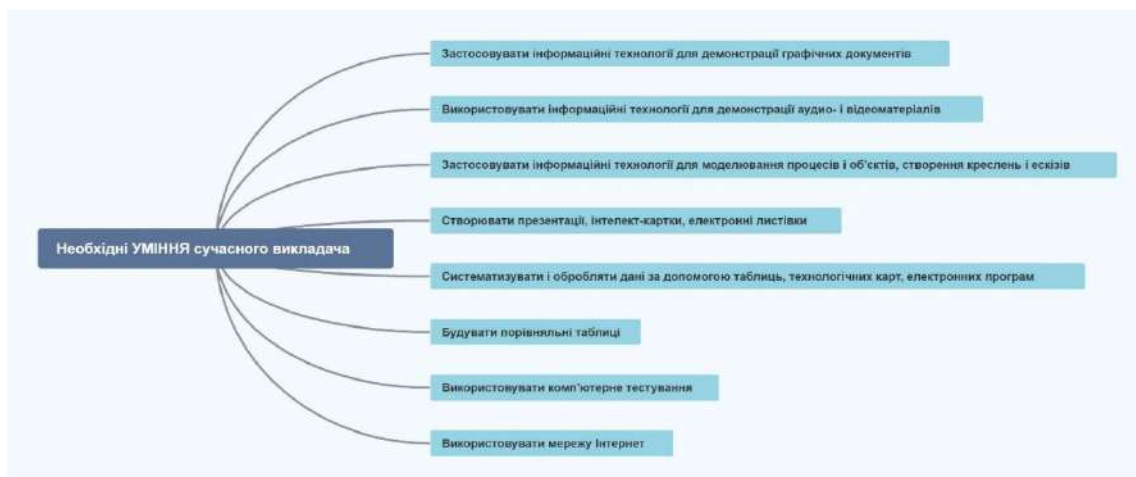 Застосовувати інформаційні технології для демонстрації графічних документів
Використовувати інформаційні технології для демонстрації аудио- і відеоматеріалів
Застосовувати інформаційні технології для моделювання процесів і об'єктів, створення креслень і ескізів
Створювати презентації, інтелект-картки, електронні листівки
Необхідні УМІННЯ сучасного викладача
Систематизувати і обробляти дані за допомогою таблиць, технологічних карт, електронних програм
Будувати порівняльні таблиці
Використовувати комп'ютерне тестування
Використовувати мережу Інтернет